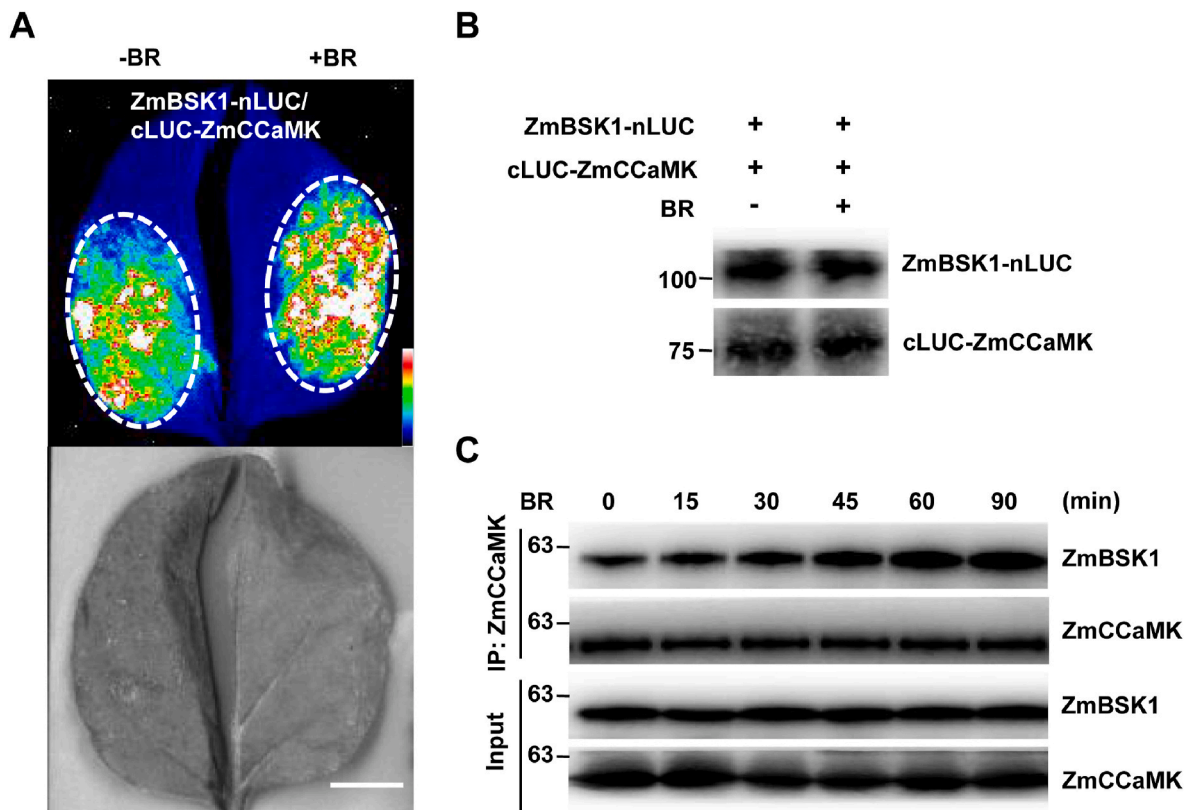 A
-BR +BR
ZmBSK1-nLUC/
cLUC-ZmCCaMK
B
ZmBSK1-nLUC + +
cLUC-ZmCCaMK + +
BR - +
100 ZmBSK1-nLUC
75 cLUC-ZmCCaMK
C
BR 0 15 30 45 60 90 (min)
IP: ZmCCaMK
63 ZmBSK1
63 ZmCCaMK
Input
63 ZmBSK1
63 ZmCCaMK